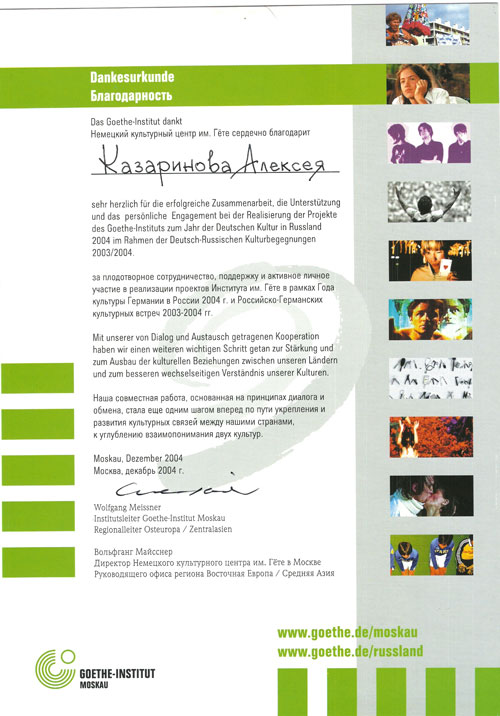 Dankesurkunde
Благодарность
Das Goethe-Institut dankt
Немецкий культурный центр им. Гёте сердечно благодарит
Казаринова Алексея
sehr herzlich für die erfolgreiche Zusammenarbeit, die Unterstützung
und das persönliche Engagement bei der Realisierung der Projekte
des Goethe-Instituts zum Jahr der Deutschen Kultur in Russland
2004 im Rahmen der Deutsch-Russischen Kulturbegegnungen
2003/2004.
за плодотворное сотрудничество, поддержку и активное личное
участие в реализации проектов Института им. Гёте в рамках Года
культуры Германии в России 2004 г. и Российско-Германских
культурных встреч 2003-2004 гг.
Mit unserer von Dialog und Austausch getragenen Kooperation
haben wir einen weiteren wichtigen Schritt getan zur Stärkung und
zum Ausbau der kulturellen Beziehungen zwischen unseren Ländern
und zum besseren wechselseitigen Verständnis unserer Kulturen.
Наша совместная работа, основанная на принципах диалога и
обмена, стала еще одним шагом вперед по пути укрепления и
развития культурных связей между нашими странами,
к углублению взаимопонимания двух культур.
Moskau, Dezember 2004
Москва, декабрь 2004 г.
Wolfgang Meissner
Institutsleiter Goethe-Institut Moskau
Regionalleiter Osteuropa / Zentralasien
Вольфганг Майсснер
Директор Немецкого культурного центра им. Гёте в Москве
Руководящего офиса региона Восточная Европа / Средняя Азия
www.goethe.de/moskau
www.goethe.de/russland
GOETHE-INSTITUT
MOSKAU